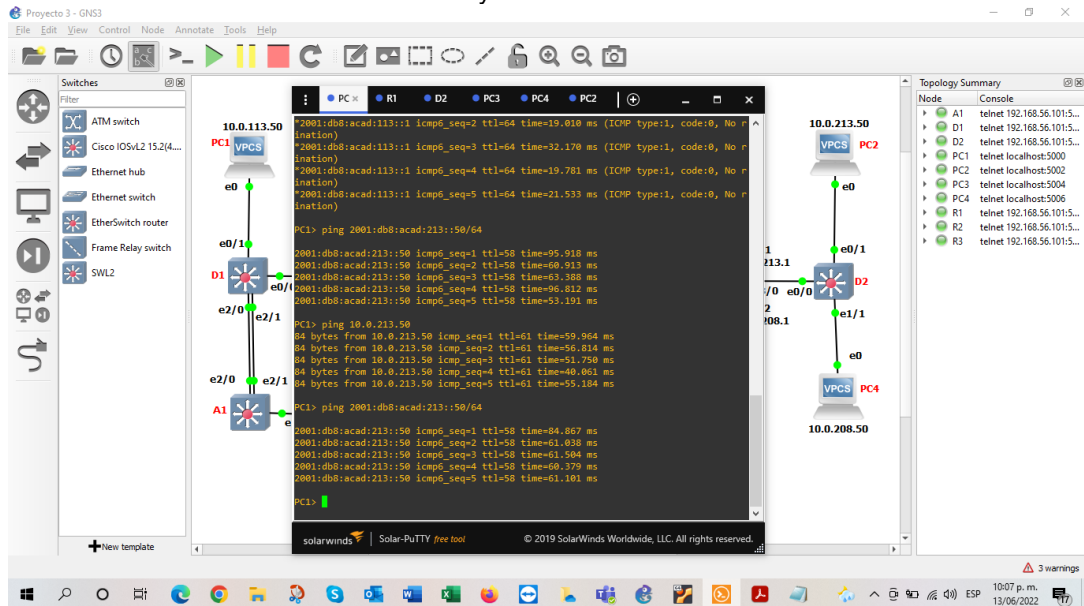 y
Proyecto 3 - GNS3
File Edit View Control Node Annotate Tools Help
Switches
Filter
ATM switch
Cisco IOSvL2 15.2(4....
Ethernet hub
Ethernet switch
EtherSwitch router
Frame Relay switch
SWL2
New template
10.0.113.50
PC1
VPCS
e0
e0/1
D1
e0/
e2/0
e2/1
e2/0
e2/1
A1
e
PC
R1
D2
PC3
PC4
PC2
*2001:db8:acad:113::1 icmp6_seq=2 ttl=64 time=19.010 ms (ICMP type:1, code:0, No r
ination)
*2001:db8:acad:113::1 icmp6_seq=3 ttl=64 time=32.170 ms (ICMP type:1, code:0, No r
ination)
*2001:db8:acad:113::1 icmp6_seq=4 ttl=64 time=19.781 ms (ICMP type:1, code:0, No r
ination)
*2001:db8:acad:113::1 icmp6_seq=5 ttl=64 time=21.533 ms (ICMP type:1, code:0, No r
ination)
PC1> ping 2001:db8:acad:213::50/64
2001:db8:acad:213::50 icmp6_seq=1 ttl=58 time=95.918 ms
2001:db8:acad:213::50 icmp6_seq=2 ttl=58 time=60.913 ms
2001:db8:acad:213::50 icmp6_seq=3 ttl=58 time=63.388 ms
2001:db8:acad:213::50 icmp6_seq=4 ttl=58 time=96.812 ms
2001:db8:acad:213::50 icmp6_seq=5 ttl=58 time=53.191 ms
PC1> ping 10.0.213.50
84 bytes from 10.0.213.50 icmp_seq=1 ttl=61 time=59.964 ms
84 bytes from 10.0.213.50 icmp_seq=2 ttl=61 time=56.814 ms
84 bytes from 10.0.213.50 icmp_seq=3 ttl=61 time=51.750 ms
84 bytes from 10.0.213.50 icmp_seq=4 ttl=61 time=40.061 ms
84 bytes from 10.0.213.50 icmp_seq=5 ttl=61 time=55.184 ms
PC1> ping 2001:db8:acad:213::50/64
2001:db8:acad:213::50 icmp6_seq=1 ttl=58 time=84.867 ms
2001:db8:acad:213::50 icmp6_seq=2 ttl=58 time=61.038 ms
2001:db8:acad:213::50 icmp6_seq=3 ttl=58 time=61.504 ms
2001:db8:acad:213::50 icmp6_seq=4 ttl=58 time=60.379 ms
2001:db8:acad:213::50 icmp6_seq=5 ttl=58 time=61.101 ms
PC1>
solarwinds Solar-PuTTY free tool © 2019 SolarWinds Worldwide, LLC. All rights reserved.
10.0.213.50
VPCS
PC2
e0
1
213.1
e0/1
/0
e0/0
D2
2
208.1
e1/1
e0
VPCS
PC4
10.0.208.50
Topology Summary
Node Console
A1 telnet 192.168.56.101:5...
D1 telnet 192.168.56.101:5...
D2 telnet 192.168.56.101:5...
PC1 telnet localhost:5000
PC2 telnet localhost:5002
PC3 telnet localhost:5004
PC4 telnet localhost:5006
R1 telnet 192.168.56.101:5...
R2 telnet 192.168.56.101:5...
R3 telnet 192.168.56.101:5...
3 warnings
ESP
10:07 p. m.
13/06/2022
17